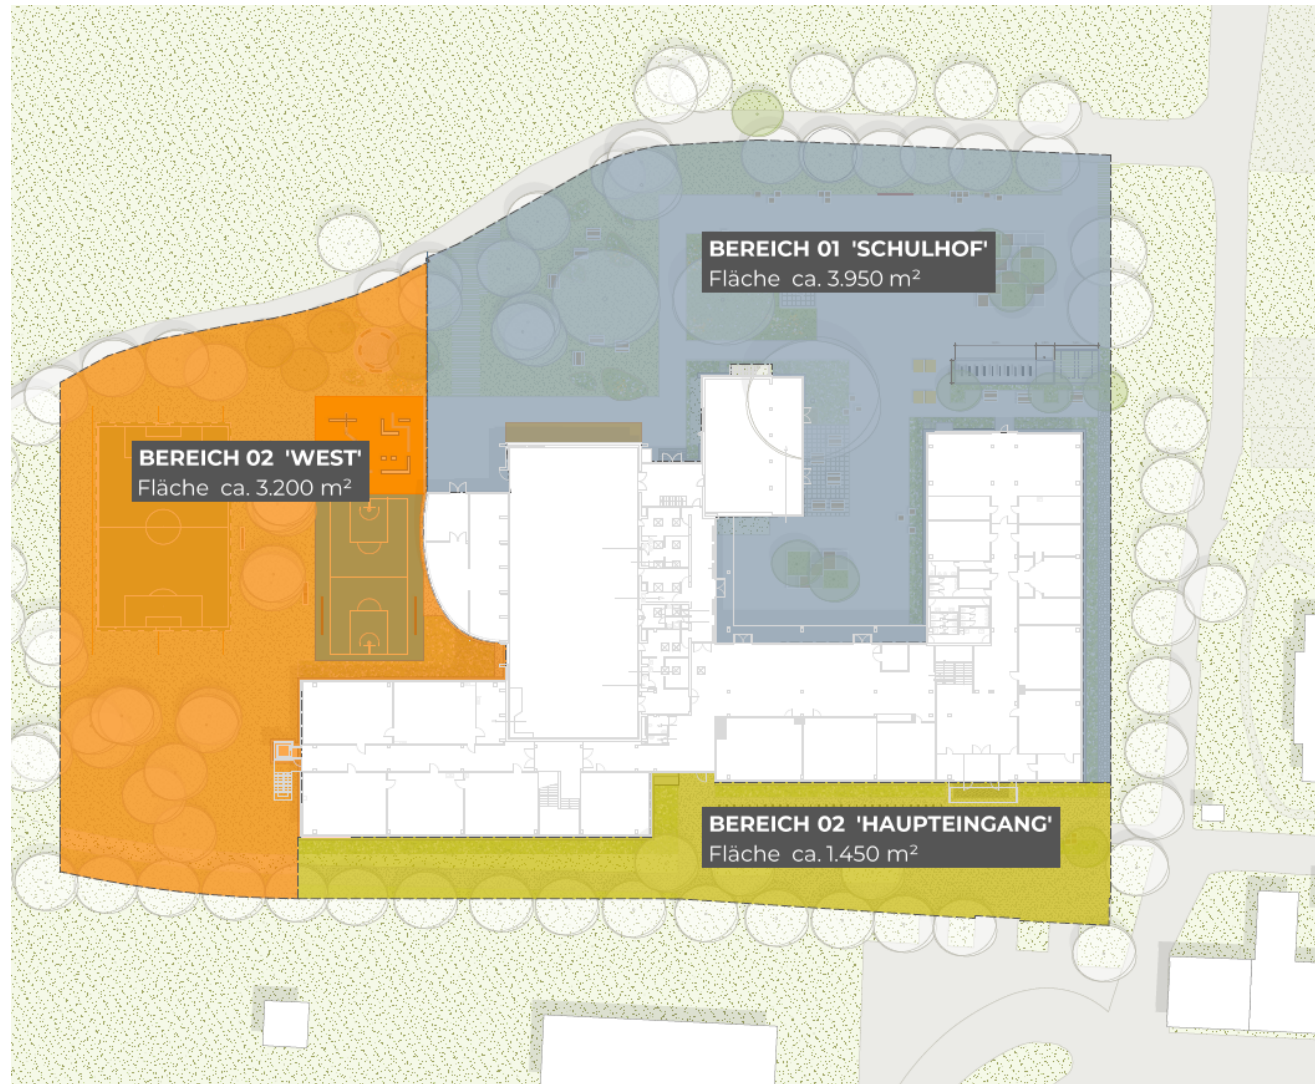 BEREICH 01 'SCHULHOF'
Fläche ca. 3.950 m²
BEREICH 02 'WEST'
Fläche ca. 3.200 m²
BEREICH 02 'HAUPTEINGANG'
Fläche ca. 1.450 m²